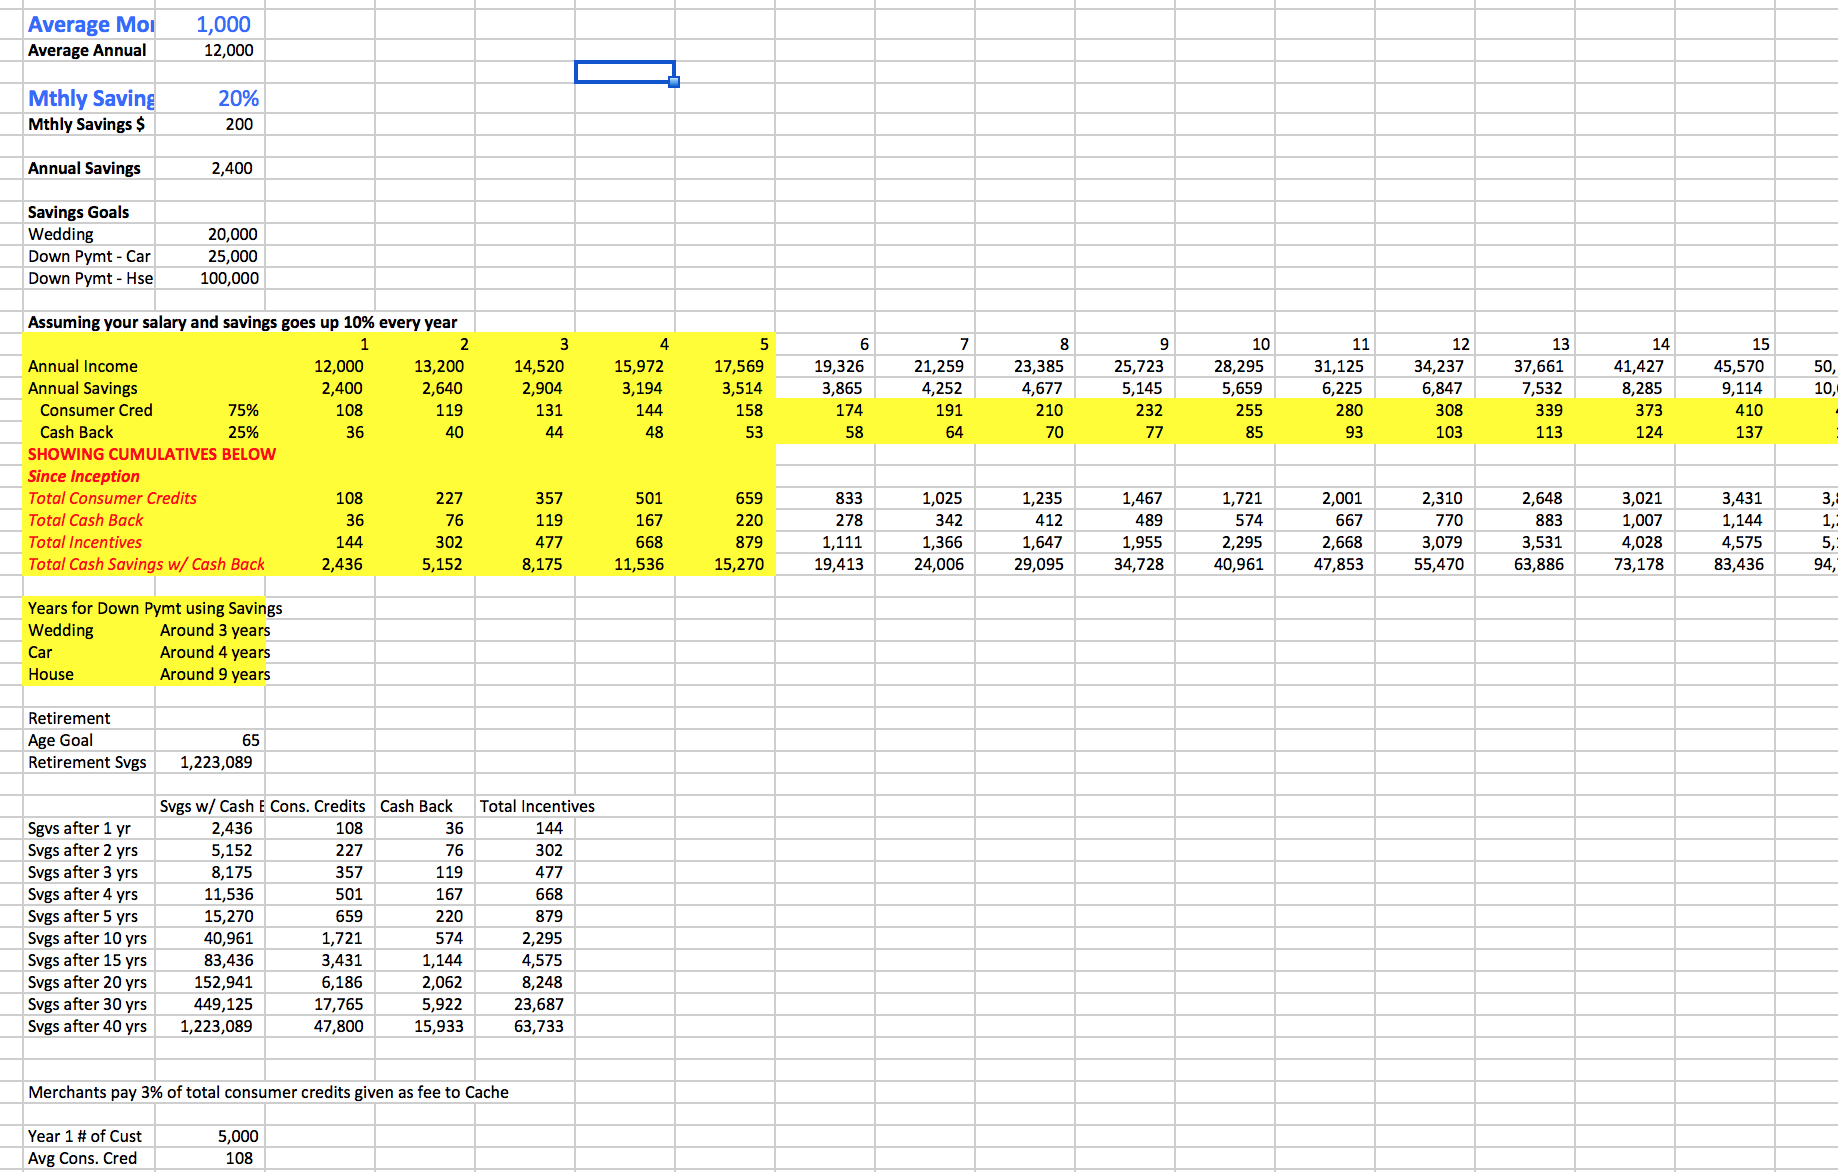 Average Mo 1,000
Average Annual 12,000
Mthly Saving 20%
Mthly Savings $ 200
Annual Savings 2,400
Savings Goals
Wedding 20,000
Down Pymt - Car 25,000
Down Pymt - Hse 100,000
Assuming your salary and savings goes up 10% every year
1 2 3 4 5 6 7 8 9 10 11 12 13 14 15
Annual Income 12,000 13,200 14,520 15,972 17,569 19,326 21,259 23,385 25,723 28,295 31,125 34,237 37,661 41,427 45,570 50,
Annual Savings 2,400 2,640 2,904 3,194 3,514 3,865 4,252 4,677 5,145 5,659 6,225 6,847 7,532 8,285 9,114 10,
Consumer Cred 75% 108 119 131 144 158 174 191 210 232 255 280 308 339 373 410
Cash Back 25% 36 40 44 48 53 58 64 70 77 85 93 103 113 124 137
SHOWING CUMULATIVES BELOW
Since Inception
Total Consumer Credits 108 227 357 501 659 833 1,025 1,235 1,467 1,721 2,001 2,310 2,648 3,021 3,431 3,
Total Cash Back 36 76 119 167 220 278 342 412 489 574 667 770 883 1,007 1,144 1,
Total Incentives 144 302 477 668 879 1,111 1,366 1,647 1,955 2,295 2,668 3,079 3,531 4,028 4,575 5,
Total Cash Savings w/ Cash Back 2,436 5,152 8,175 11,536 15,270 19,413 24,006 29,095 34,728 40,961 47,853 55,470 63,886 73,178 83,436 94,
Years for Down Pymt using Savings
Wedding Around 3 years
Car Around 4 years
House Around 9 years
Retirement
Age Goal 65
Retirement Svgs 1,223,089
Svgs w/ Cash Cons. Credits Cash Back Total Incentives
Sgvs after 1 yr 2,436 108 36 144
Svgs after 2 yrs 5,152 227 76 302
Svgs after 3 yrs 8,175 357 119 477
Svgs after 4 yrs 11,536 501 167 668
Svgs after 5 yrs 15,270 659 220 879
Svgs after 10 yrs 40,961 1,721 574 2,295
Svgs after 15 yrs 83,436 3,431 1,144 4,575
Svgs after 20 yrs 152,941 6,186 2,062 8,248
Svgs after 30 yrs 449,125 17,765 5,922 23,687
Svgs after 40 yrs 1,223,089 47,800 15,933 63,733
Merchants pay 3% of total consumer credits given as fee to Cache
Year 1 # of Cust 5,000
Avg Cons. Cred 108